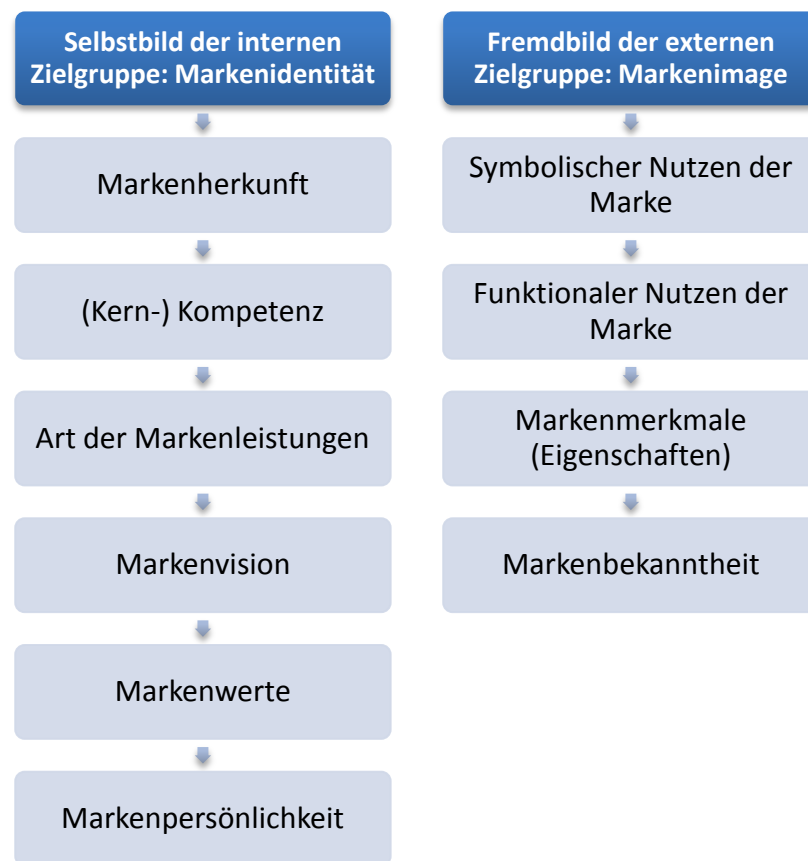 Selbstbild der internen
Zielgruppe: Markenidentität
Markenherkunft
(Kern-) Kompetenz
Art der Markenleistungen
Markenvision
Markenwerte
Markenpersönlichkeit
Fremdbild der externen
Zielgruppe: Markenimage
Symbolischer Nutzen der
Marke
Funktionaler Nutzen der
Marke
Markenmerkmale
(Eigenschaften)
Markenbekanntheit